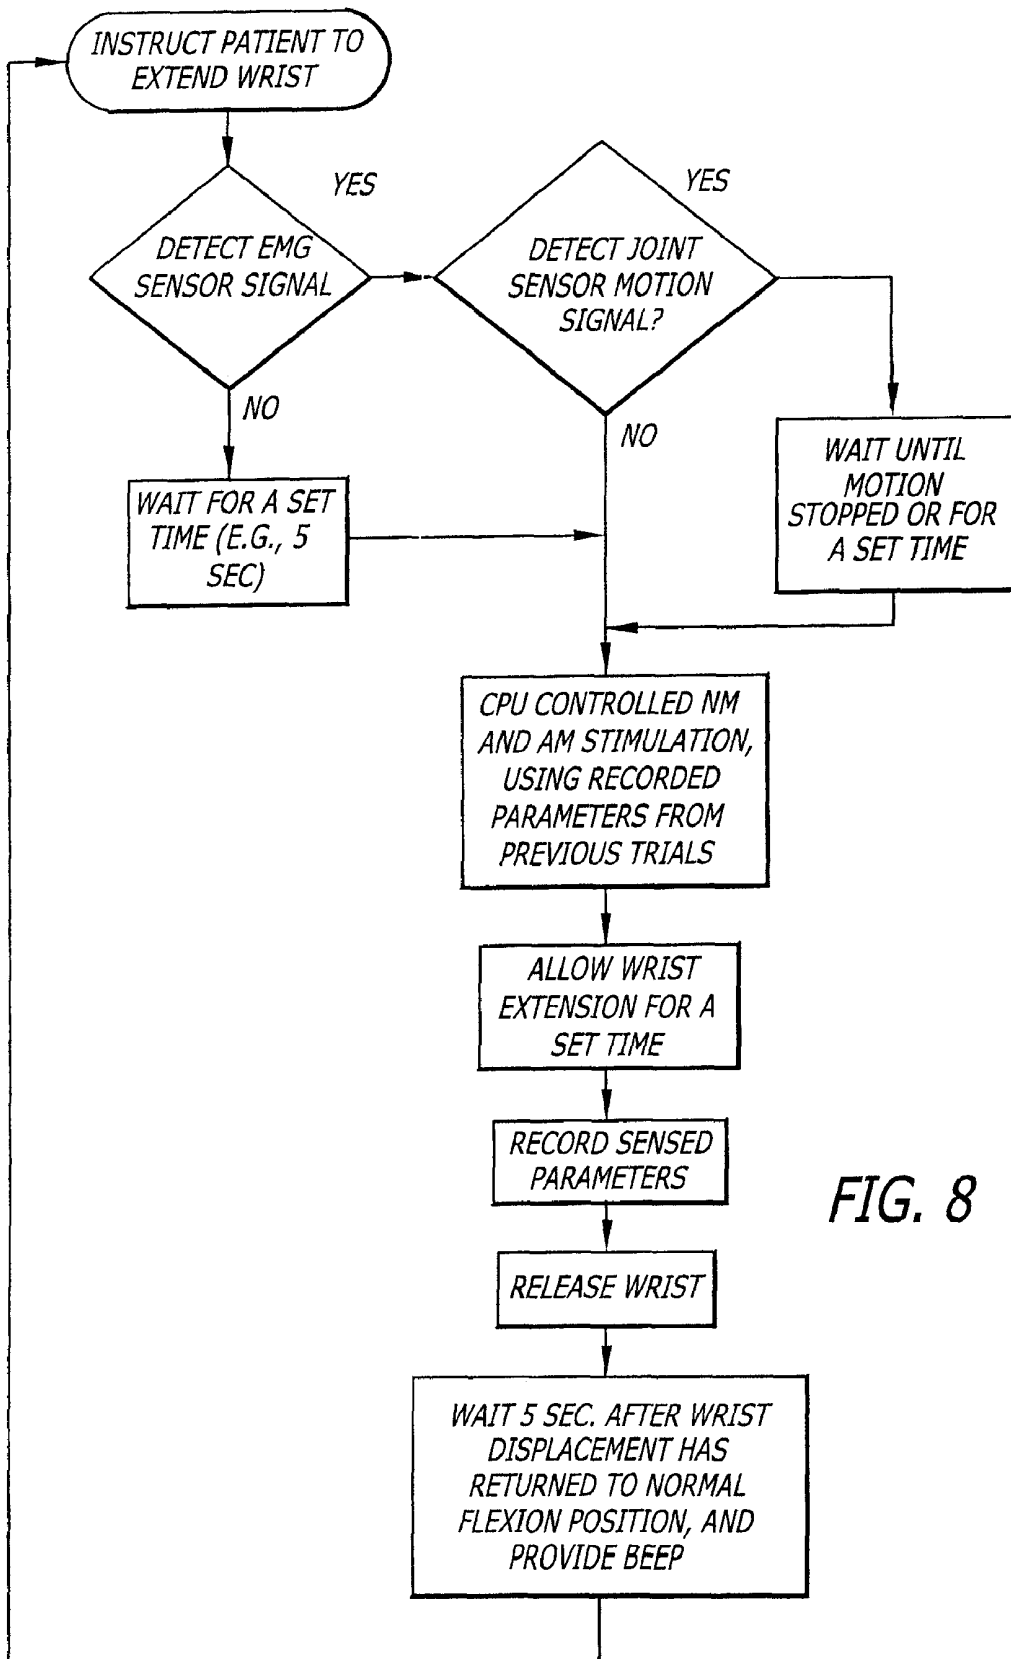 INSTRUCT PATIENT TO
EXTEND WRIST
YES
DETECT EMG
SENSOR SIGNAL
NO
YES
DETECT JOINT
SENSOR MOTION
SIGNAL?
NO
WAIT FOR A SET
TIME (E.G., 5
SEC)
WAIT UNTIL
MOTION
STOPPED OR FOR
A SET TIME
CPU CONTROLLED NM
AND AM STIMULATION,
USING RECORDED
PARAMETERS FROM
PREVIOUS TRIALS
ALLOW WRIST
EXTENSION FOR A
SET TIME
RECORD SENSED
PARAMETERS
FIG. 8
RELEASE WRIST
WAIT 5 SEC. AFTER WRIST
DISPLACEMENT HAS
RETURNED TO NORMAL
FLEXION POSITION, AND
PROVIDE BEEP